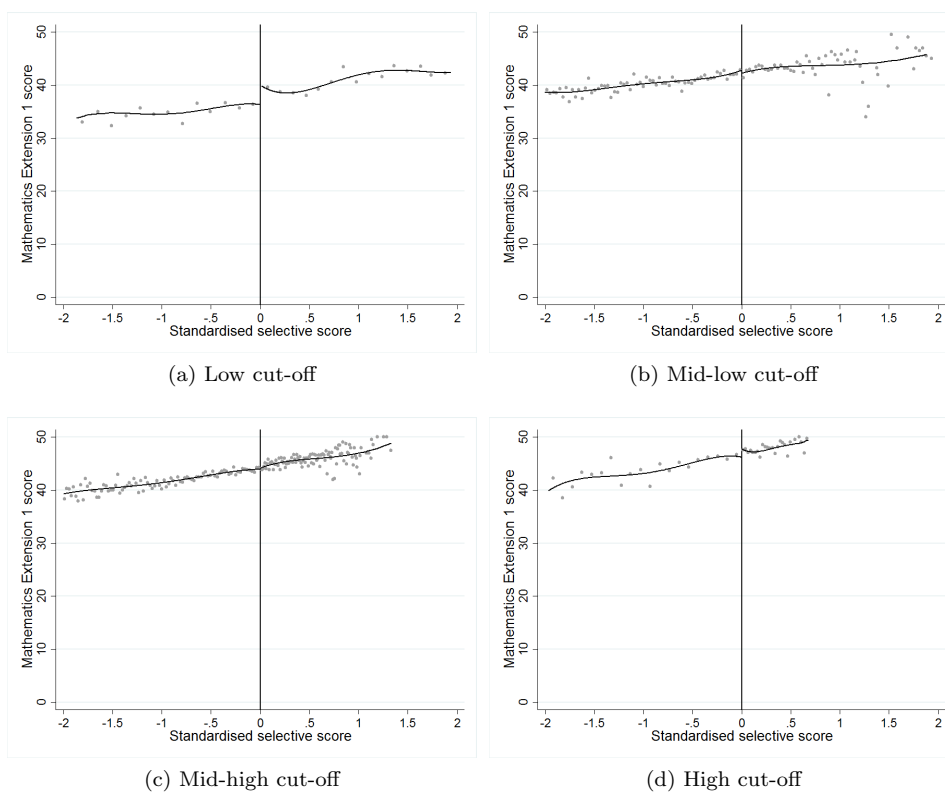 Mathematics Extension 1 score
50
40
30
20
10
0
-2 -1.5 -1 -.5 0 .5 1 1.5 2
Standardised selective score
(a) Low cut-off
Mathematics Extension 1 score
50
40
30
20
10
0
-2 -1.5 -1 -.5 0 .5 1 1.5 2
Standardised selective score
(b) Mid-low cut-off
Mathematics Extension 1 score
50
40
30
20
10
0
-2 -1.5 -1 -.5 0 .5 1 1.5 2
Standardised selective score
(c) Mid-high cut-off
Mathematics Extension 1 score
50
40
30
20
10
0
-2 -1.5 -1 -.5 0 .5 1 1.5 2
Standardised selective score
(d) High cut-off